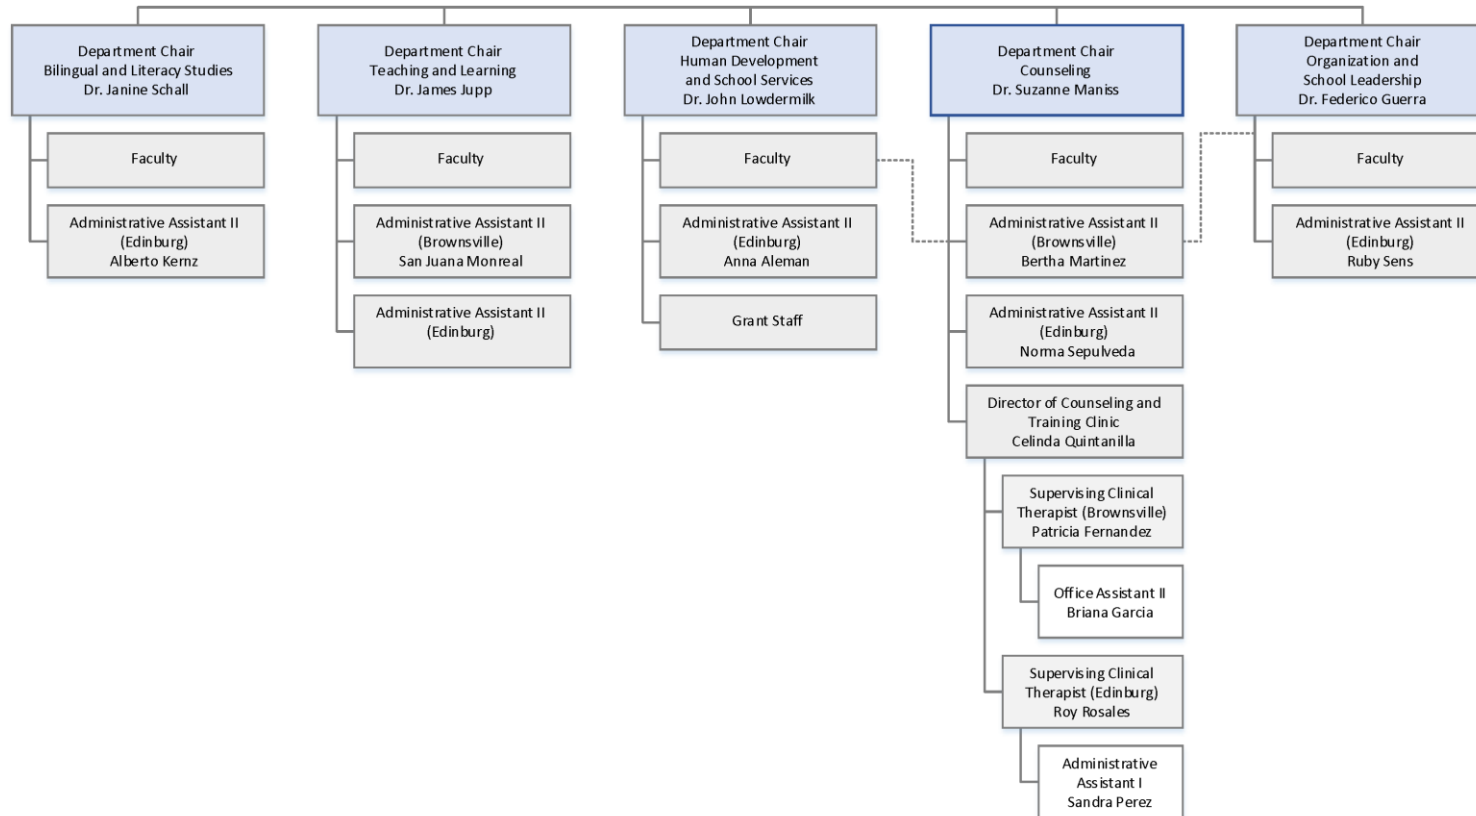 Department Chair
Bilingual and Literacy Studies
Dr. Janine Schall
Faculty
Administrative Assistant II
(Edinburg)
Alberto Kernz
Department Chair
Teaching and Learning
Dr. James Jupp
Faculty
Administrative Assistant II
(Brownsville)
San Juana Monreal
Administrative Assistant II
(Edinburg)
Department Chair
Human Development
and School Services
Dr. John Lowdermilk
Faculty
Administrative Assistant II
(Edinburg)
Anna Aleman
Grant Staff
Department Chair
Counseling
Dr. Suzanne Maniss
Faculty
Administrative Assistant II
(Brownsville)
Bertha Martinez
Administrative Assistant II
(Edinburg)
Norma Sepulveda
Director of Counseling and
Training Clinic
Celinda Quintanilla
Supervising Clinical
Therapist (Brownsville)
Patricia Fernandez
Office Assistant II
Briana Garcia
Supervising Clinical
Therapist (Edinburg)
Roy Rosales
Administrative
Assistant I
Sandra Perez
Department Chair
Organization and
School Leadership
Dr. Federico Guerra
Faculty
Administrative Assistant II
(Edinburg)
Ruby Sens